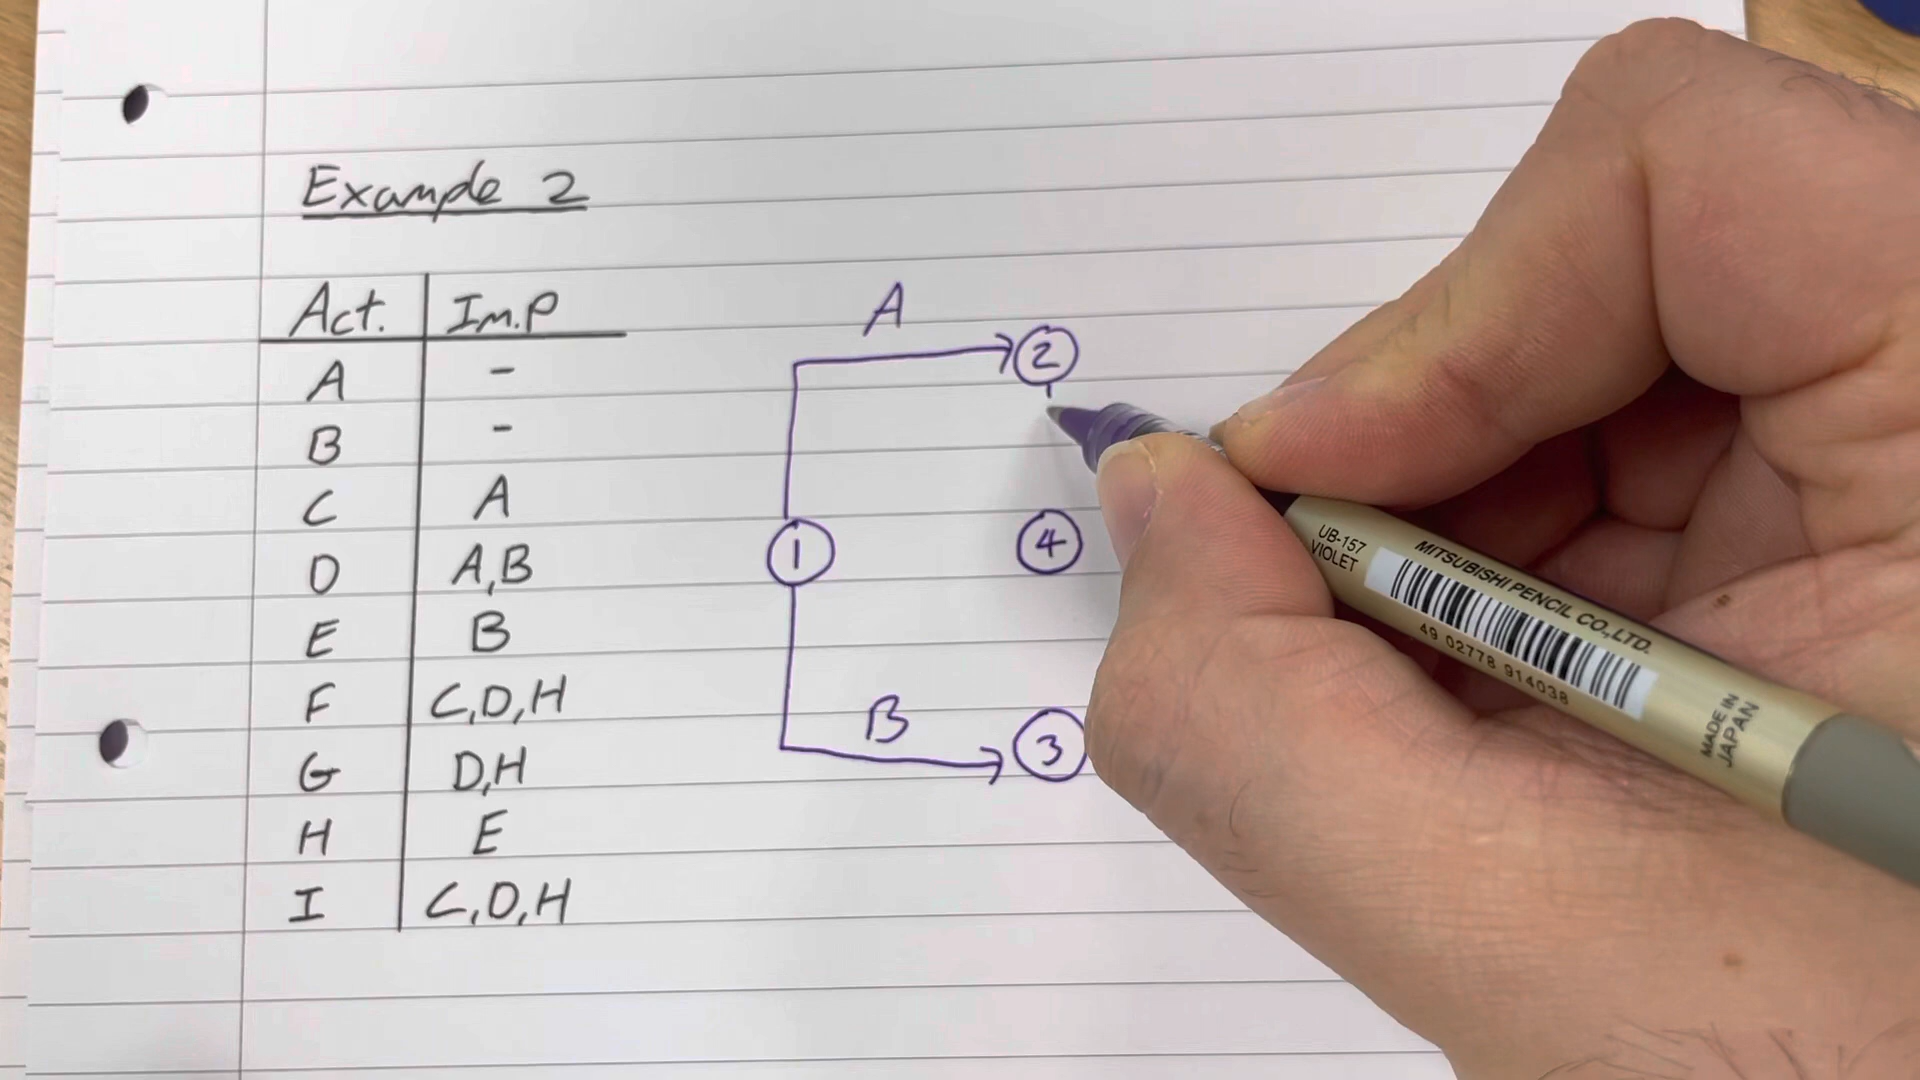 Example 2
Act. Im.P
A -
B -
C A
D A,B
E B
F C,D,H
G D,H
H E
I C,D,H
A
2
1
4
B
3
UB-157
VIOLET
MITSUBISHI PENCIL CO.,LTD.
49 02778 914038
MADE IN
JAPAN